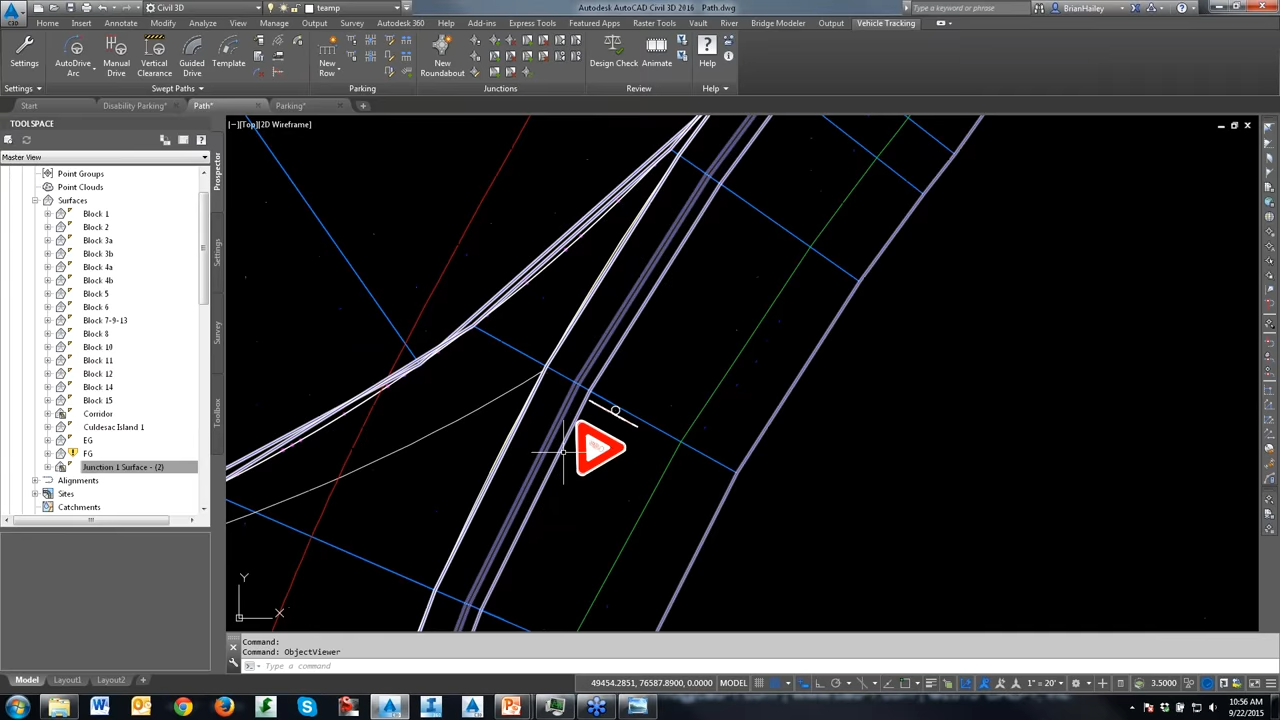 Civil 3D
teamp
Autodesk AutoCAD Civil 3D 2016 Path.dwg
Type a keyword or phrase
BrianHailey
Home Insert Annotate Modify Analyze View Manage Output Survey Autodesk 360 Help Add-ins Express Tools Featured Apps Raster Tools Vault River Bridge Modeler Output Vehicle Tracking
Settings
AutoDrive Arc
Manual Drive
Vertical Clearance
Guided Drive
Template
New Row
New Roundabout
Design Check
Animate
Help
Settings
Swept Paths
Parking
Junctions
Review
Help
Start
Disability Parking*
Path*
Parking*
TOOLSPACE
Master View
Point Groups
Point Clouds
Surfaces
Block 1
Block 2
Block 3a
Block 3b
Block 4a
Block 4b
Block 5
Block 6
Block 7-9-13
Block 8
Block 10
Block 11
Block 12
Block 14
Block 15
Corridor
Culdesac Island 1
EG
FG
Junction 1 Surface - (2)
Alignments
Sites
Catchments
Prospector
Settings
Survey
Toolbox
[−][Top][2D Wireframe]
Y
X
Command:
Command: ObjectViewer
Type a command
Model
Layout1
Layout2
49454.2851, 76587.8900, 0.0000
MODEL
1" = 20'
3.5000
10:56 AM
9/22/2015